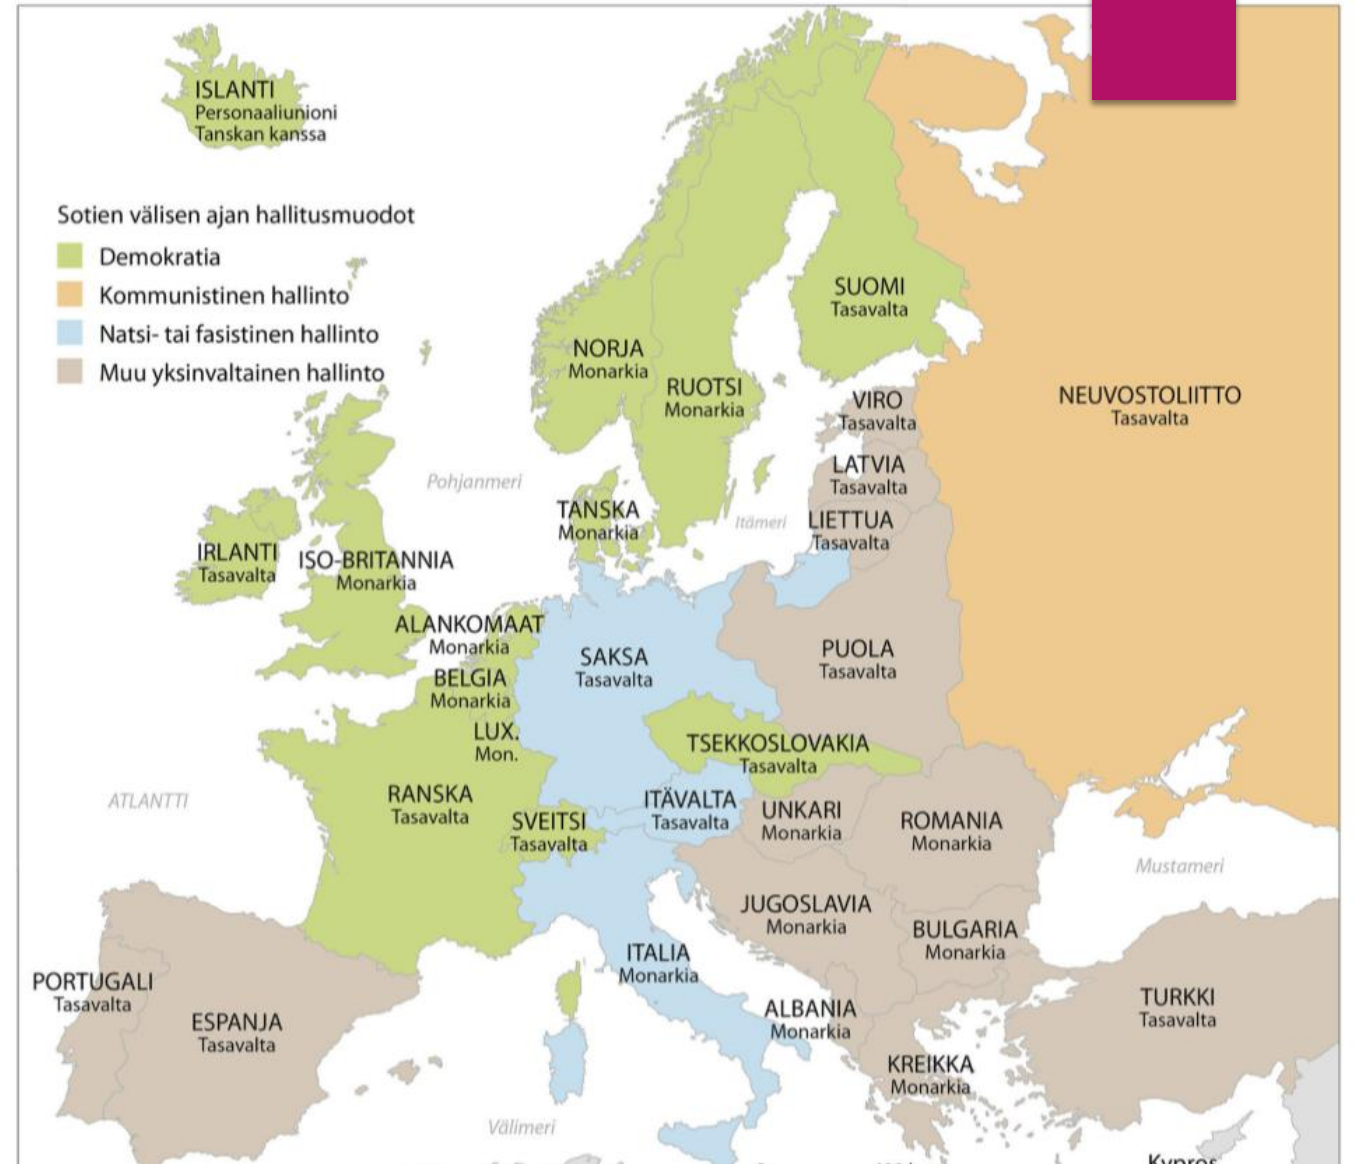 ISLANTI
Personaaliunioni
Tanskan kanssa
Sotien välisen ajan hallitusmuodot
Demokratia
Kommunistinen hallinto
Natsi- tai fasistinen hallinto
Muu yksinvaltainen hallinto
SUOMI
Tasavalta
NORJA
Monarkia
RUOTSI
Monarkia
NEUVOSTOLIITTO
Tasavalta
VIRO
Tasavalta
LATVIA
Tasavalta
LIETTUA
Tasavalta
Pohjanmeri
TANSKA
Monarkia
Itämeri
IRLANTI
Tasavalta
ISO-BRITANNIA
Monarkia
ALANKOMAAT
Monarkia
BELGIA
Monarkia
LUX.
Mon.
SAKSA
Tasavalta
PUOLA
Tasavalta
TSEKKOSLOVAKIA
Tasavalta
ATLANTTI
RANSKA
Tasavalta
SVEITSI
Tasavalta
ITÄVALTA
Tasavalta
UNKARI
Monarkia
ROMANIA
Monarkia
Mustameri
JUGOSLAVIA
Monarkia
BULGARIA
Monarkia
ITALIA
Monarkia
PORTUGALI
Tasavalta
ESPANJA
Tasavalta
ALBANIA
Monarkia
TURKKI
Tasavalta
KREIKKA
Monarkia
Välimeri
Kypros